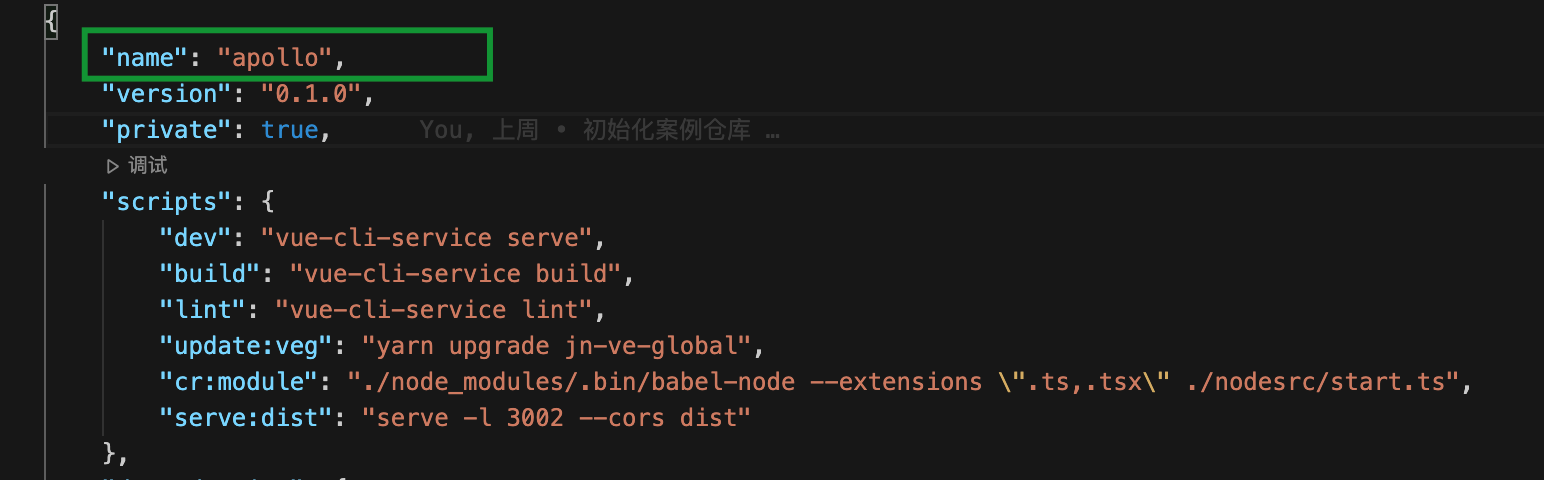 {
"name": "apollo",
"version": "0.1.0",
"private": true, You, 上周 • 初始化案例仓库 …
调试
"scripts": {
"dev": "vue-cli-service serve",
"build": "vue-cli-service build",
"lint": "vue-cli-service lint",
"update:veg": "yarn upgrade jn-ve-global",
"cr:module": "./node_modules/.bin/babel-node --extensions \".ts,.tsx\" ./nodesrc/start.ts",
"serve:dist": "serve -l 3002 --cors dist"
},